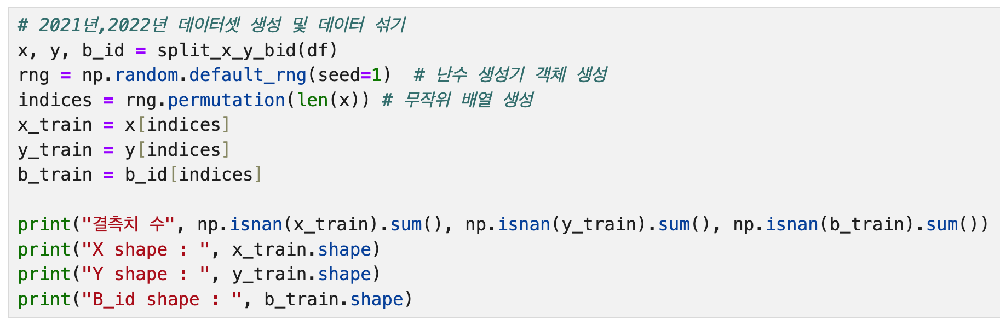 # 2021년,2022년 데이터셋 생성 및 데이터 섞기
x, y, b_id = split_x_y_bid(df)
rng = np.random.default_rng(seed=1)  # 난수 생성기 객체 생성
indices = rng.permutation(len(x)) # 무작위 배열 생성
x_train = x[indices]
y_train = y[indices]
b_train = b_id[indices]

print("결측치 수", np.isnan(x_train).sum(), np.isnan(y_train).sum(), np.isnan(b_train).sum())
print("X shape : ", x_train.shape)
print("Y shape : ", y_train.shape)
print("B_id shape : ", b_train.shape)